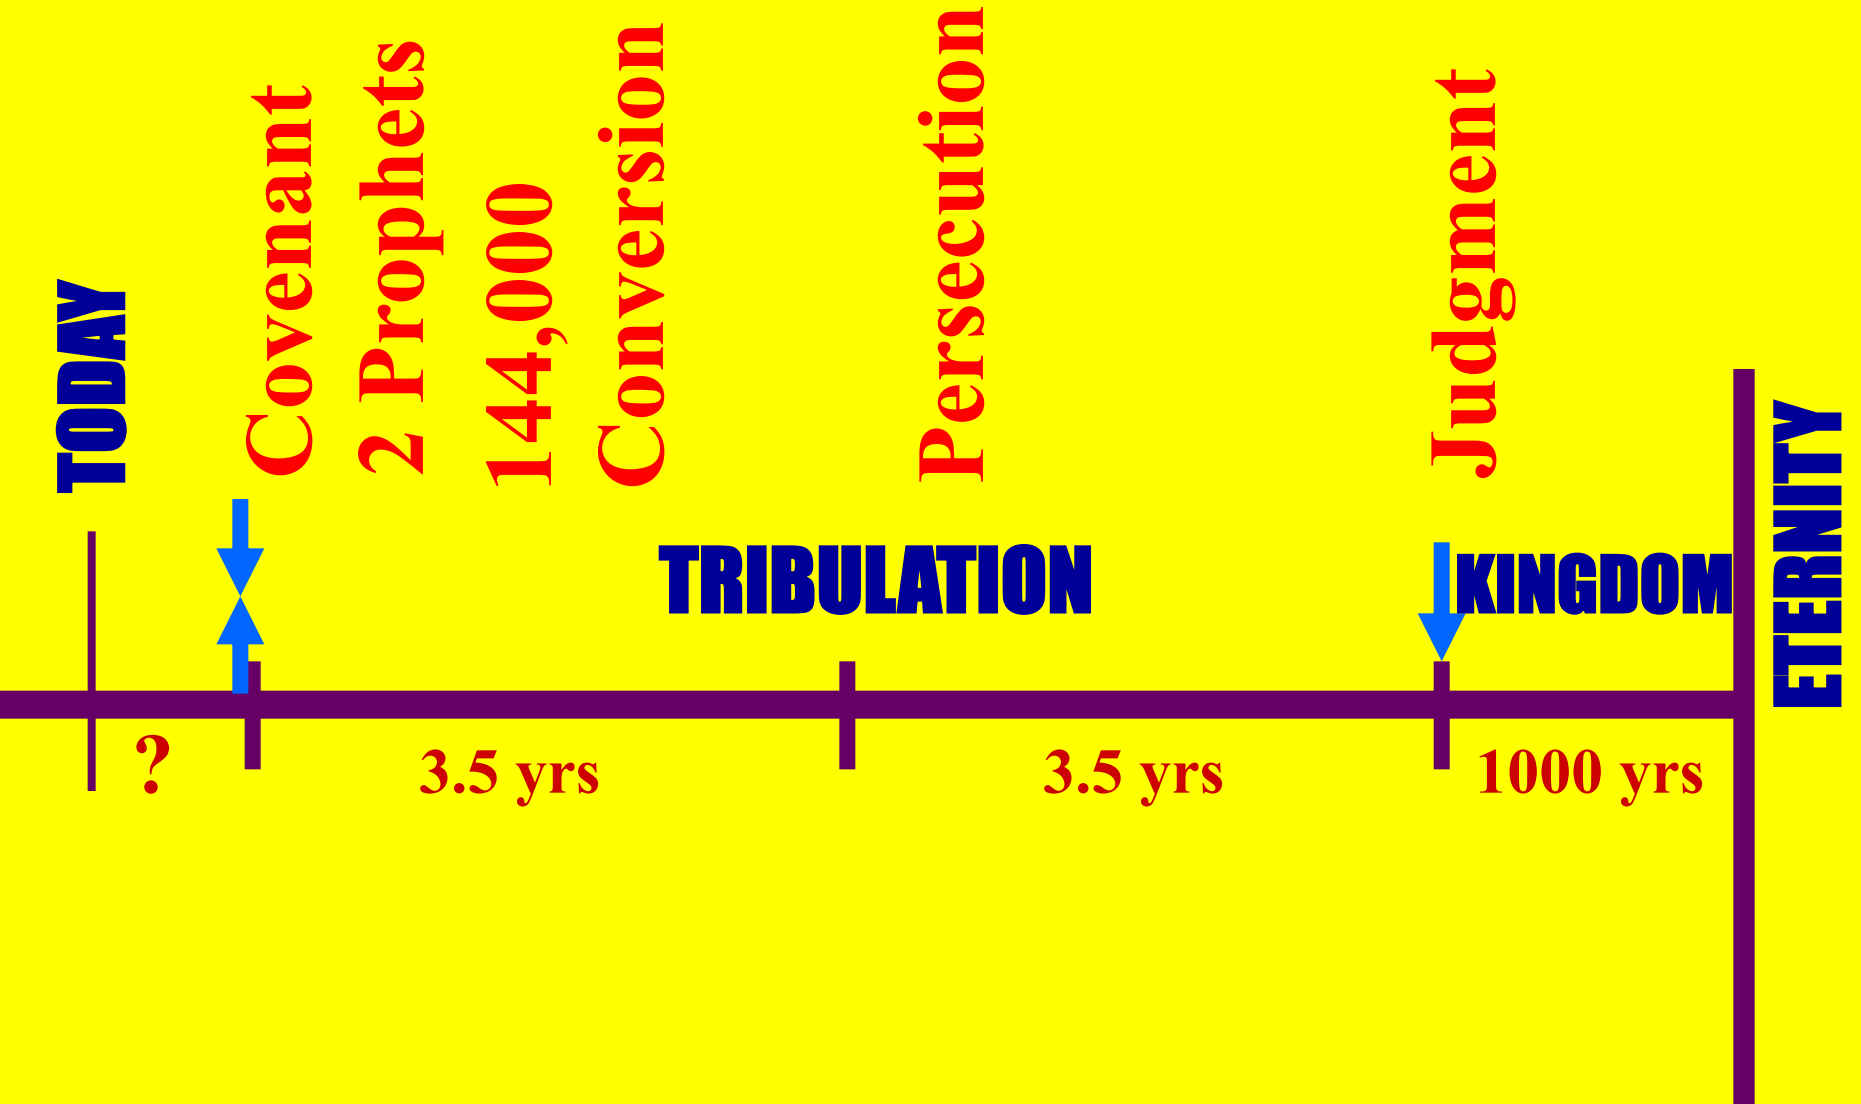 TODAY
Covenant
2 Prophets
144,000
Conversion
Persecution
Judgment
TRIBULATION
KINGDOM
ETERNITY
?
3.5 yrs
3.5 yrs
1000 yrs